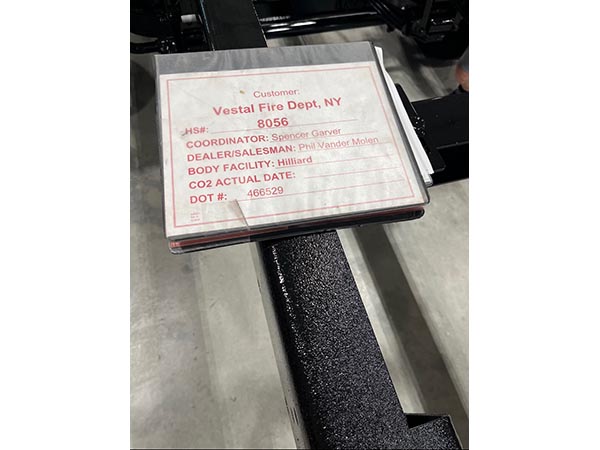 Customer:
Vestal Fire Dept, NY
HS#: 8056
COORDINATOR: Spencer Garver
DEALER/SALESMAN: Phil Vander Molen
BODY FACILITY: Hilliard
CO2 ACTUAL DATE:
DOT #: 466529